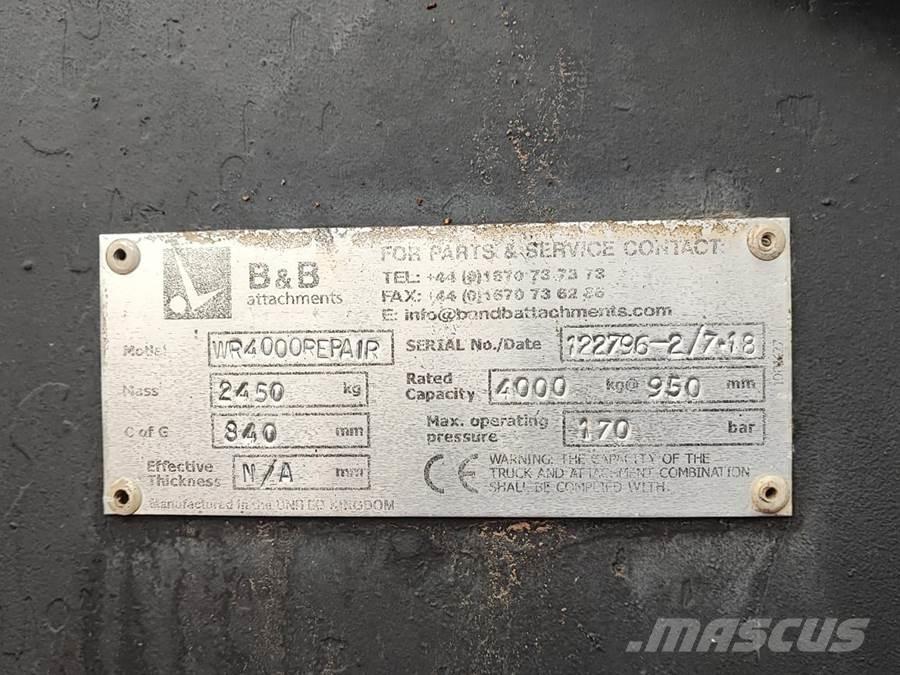 B&B
attachments
FOR PARTS & SERVICE CONTACT:
TEL: +44 (0)1670 73 73 73
FAX: +44 (0)1670 73 62 86
E: info@bandbattachments.com
Model WR4000REPAIR
SERIAL No./Date 122796-2/7·18
Mass 2450 kg
Rated Capacity 4000 kg@ 950 mm
C of G 840 mm
Max. operating pressure 170 bar
Effective Thickness N/A mm
CE
WARNING: THE CAPACITY OF THE
TRUCK AND ATTACHMENT COMBINATION
SHALL BE COMPLIED WITH.
Manufactured in the UNITED KINGDOM
MASCUS